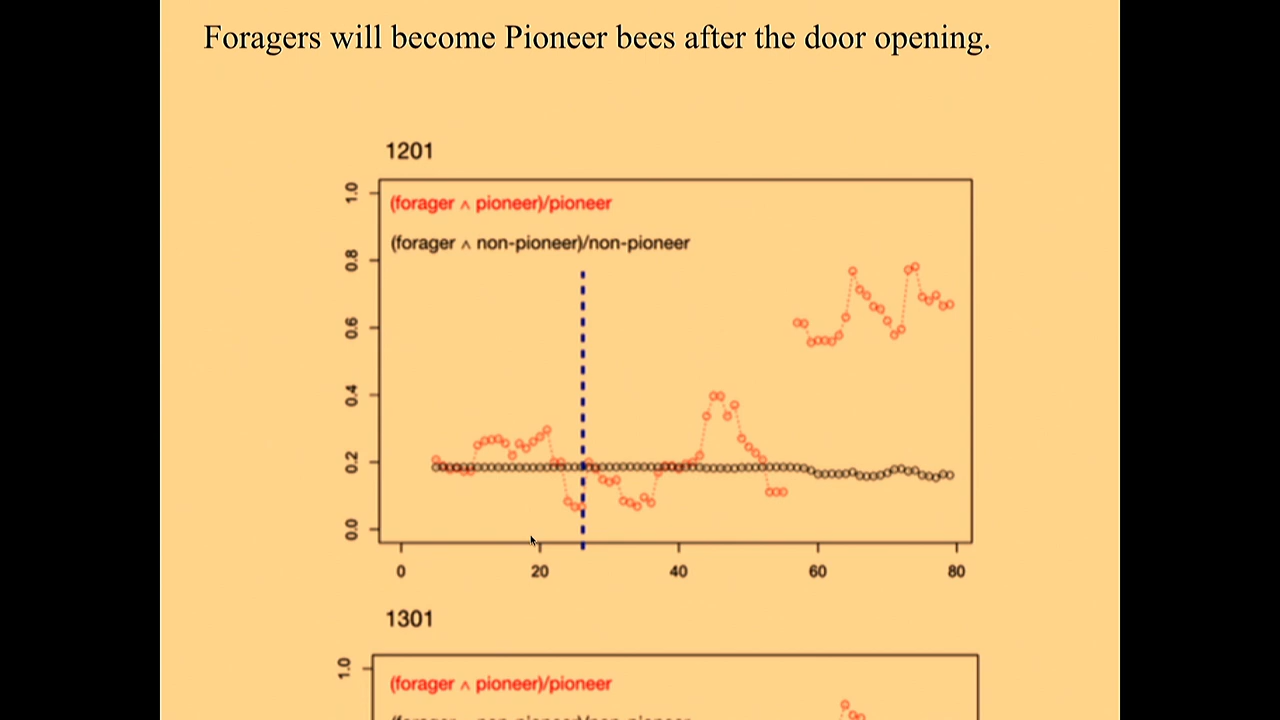 Foragers will become Pioneer bees after the door opening.
1201
(forager ∧ pioneer)/pioneer
(forager ∧ non-pioneer)/non-pioneer
1.0
0.8
0.6
0.4
0.2
0.0
0 20 40 60 80
1301
1.0
(forager ∧ pioneer)/pioneer